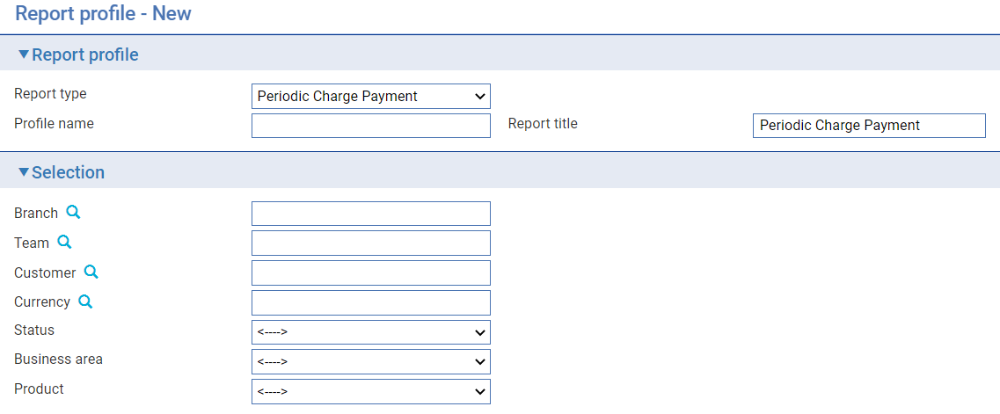 Report profile - New
Report profile
Report type Periodic Charge Payment
Profile name Report title Periodic Charge Payment
Selection
Branch
Team
Customer
Currency
Status <---->
Business area <---->
Product <---->